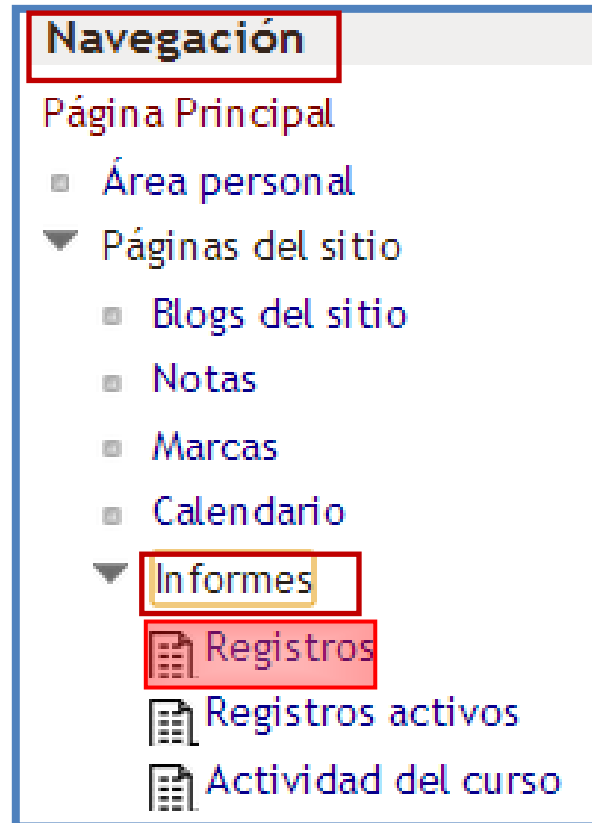 Navegación
Página Principal
Área personal
Páginas del sitio
Blogs del sitio
Notas
Marcas
Calendario
Informes
Registros
Registros activos
Actividad del curso